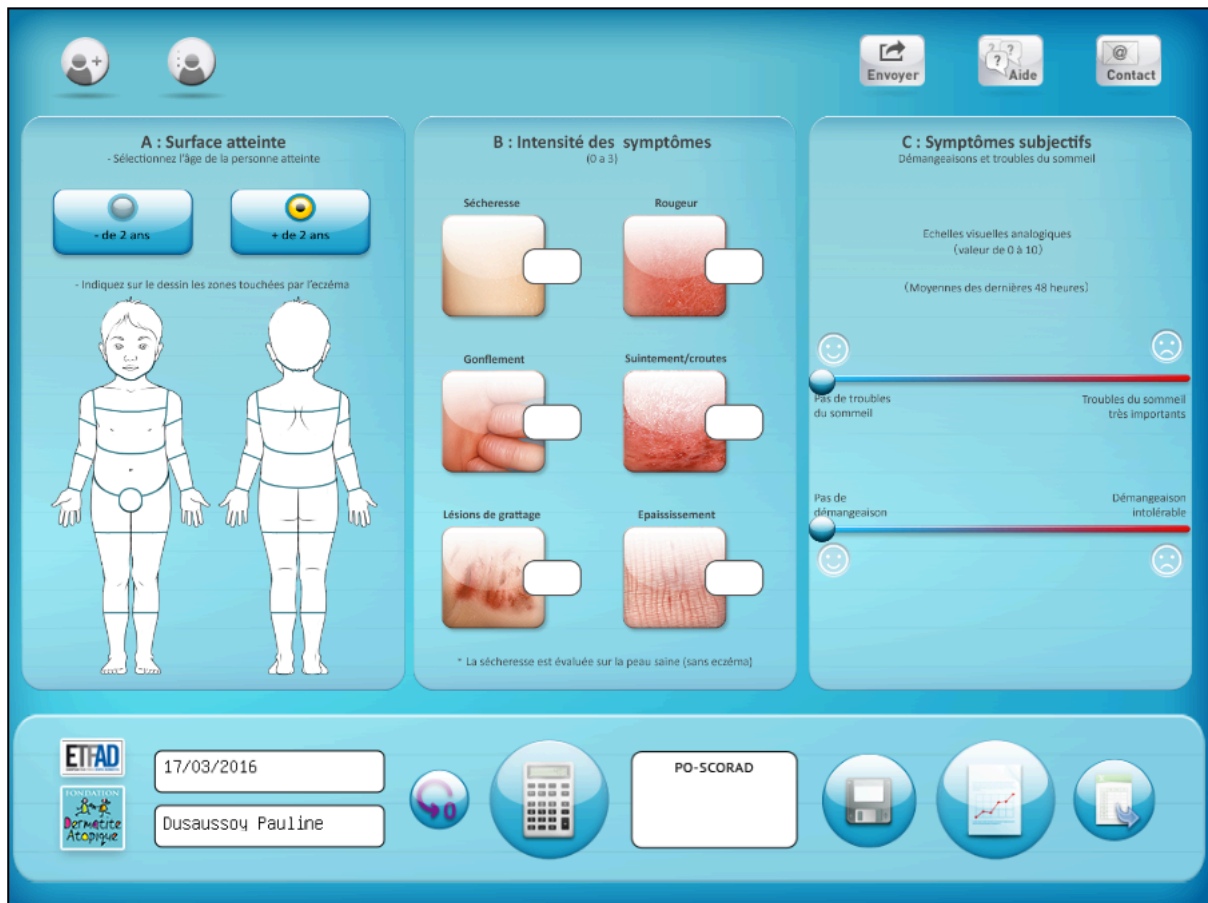 Envoyer
Aide
Contact
A : Surface atteinte
- Sélectionnez l'âge de la personne atteinte
- de 2 ans
+ de 2 ans
- Indiquez sur le dessin les zones touchées par l'eczéma
B : Intensité des symptômes
(0 a 3)
Sécheresse
Rougeur
Gonflement
Suintement/croutes
Lésions de grattage
Epaississement
* La sécheresse est évaluée sur la peau saine (sans eczéma)
C : Symptômes subjectifs
Démangeaisons et troubles du sommeil
Echelles visuelles analogiques
(valeur de 0 à 10)
(Moyennes des dernières 48 heures)
Pas de troubles
du sommeil
Troubles du sommeil
très importants
Pas de
démangeaison
Démangeaison
intolérable
ETFAD
FONDATION
Dermatite
Atopique
17/03/2016
Dusaussoy Pauline
0
PO-SCORAD